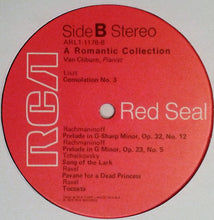 Side B Stereo
ARL1-1176-B
A Romantic Collection
Van Cliburn, Pianist
Liszt
Consolation No. 3
RCA
Red Seal
Rachmaninoff
Prelude in G-Sharp Minor, Op. 32, No. 12
Rachmaninoff
Prelude in G Minor, Op. 23, No. 5
Tchaikovsky
Song of the Lark
Ravel
Pavane for a Dead Princess
Ravel
Toccata